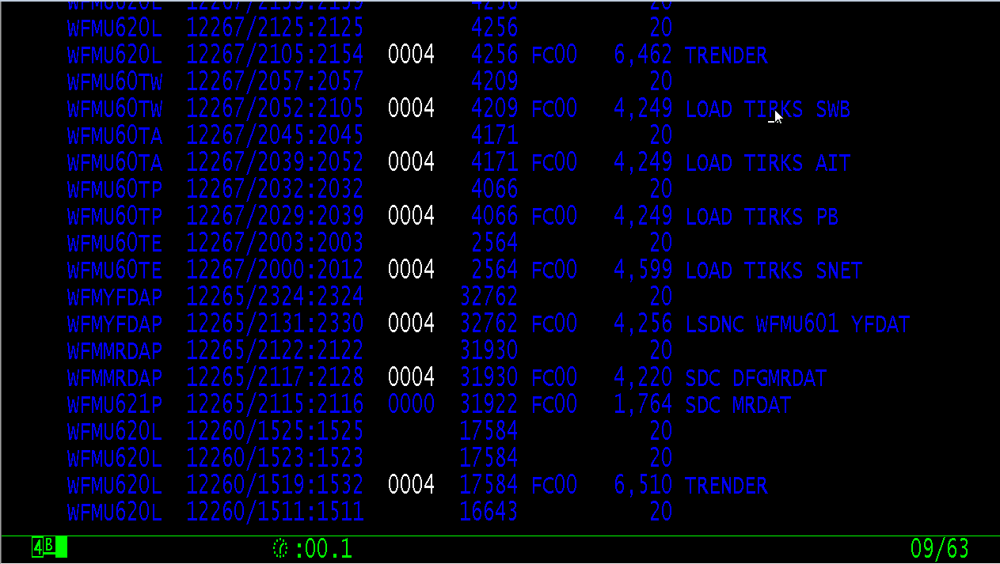 WFMU620L 12267/2159:2159 4256 20
WFMU620L 12267/2125:2125 4256 20
WFMU620L 12267/2105:2154 0004 4256 FC00 6,462 TRENDER
WFMU60TW 12267/2057:2057 4209 20
WFMU60TW 12267/2052:2105 0004 4209 FC00 4,249 LOAD TIRKS SWB
WFMU60TA 12267/2045:2045 4171 20
WFMU60TA 12267/2039:2052 0004 4171 FC00 4,249 LOAD TIRKS AIT
WFMU60TP 12267/2032:2032 4066 20
WFMU60TP 12267/2029:2039 0004 4066 FC00 4,249 LOAD TIRKS PB
WFMU60TE 12267/2003:2003 2564 20
WFMU60TE 12267/2000:2012 0004 2564 FC00 4,599 LOAD TIRKS SNET
WFMYFDAP 12265/2324:2324 32762 20
WFMYFDAP 12265/2131:2330 0004 32762 FC00 4,256 LSDNC WFMU601 YFDAT
WFMMRDAP 12265/2122:2122 31930 20
WFMMRDAP 12265/2117:2128 0004 31930 FC00 4,220 SDC DFGMRDAT
WFMU621P 12265/2115:2116 0000 31922 FC00 1,764 SDC MRDAT
WFMU620L 12260/1525:1525 17584 20
WFMU620L 12260/1523:1523 17584 20
WFMU620L 12260/1519:1532 0004 17584 FC00 6,510 TRENDER
WFMU620L 12260/1511:1511 16643 20
4B :00.1 09/63